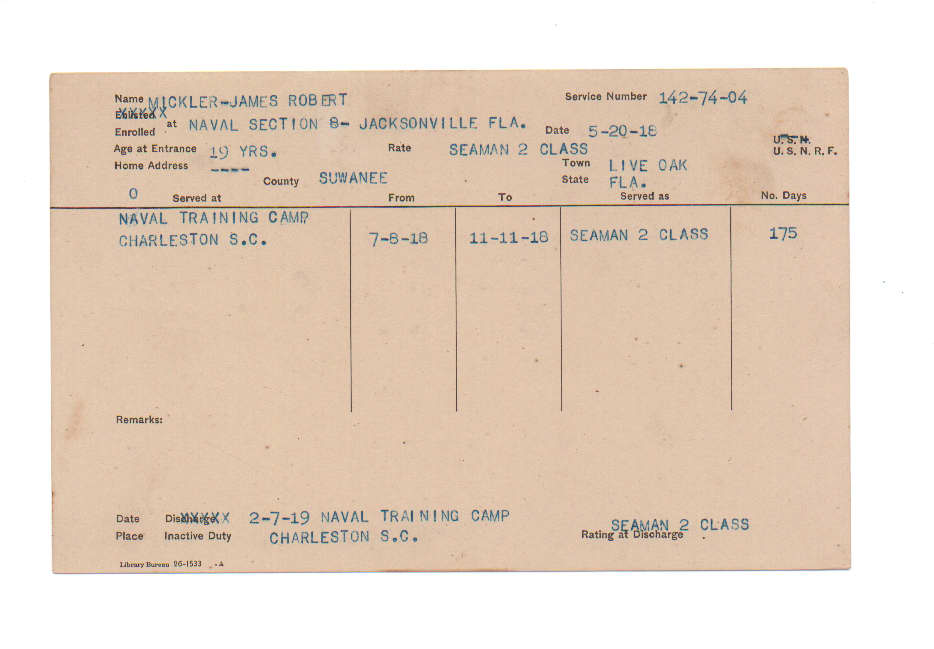 Name MICKLER-JAMES ROBERT Service Number 142-74-04
Enlisted XXXXX
Enrolled at NAVAL SECTION 8- JACKSONVILLE FLA. Date 5-20-18
U. S. N.
Age at Entrance 19 YRS. Rate SEAMAN 2 CLASS U. S. N. R. F.
Home Address ---- County SUWANEE Town LIVE OAK
State FLA.
O Served at From To Served as No. Days
NAVAL TRAINING CAMP
CHARLESTON S.C. 7-8-18 11-11-18 SEAMAN 2 CLASS 175
Remarks:
Date Discharge XXXXX 2-7-19 NAVAL TRAINING CAMP SEAMAN 2 CLASS
Place Inactive Duty CHARLESTON S.C. Rating at Discharge
Library Bureau 96-1533 -A